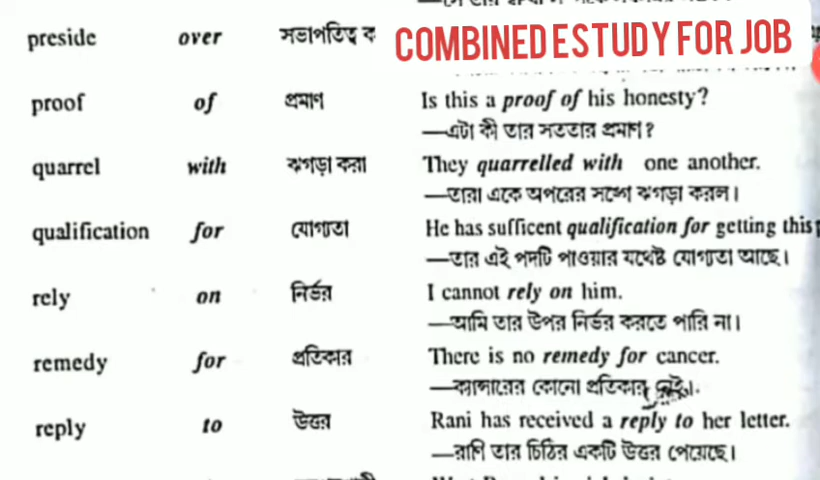 preside over সভাপতিত্ব ক
COMBINED STUDY FOR JOB
proof of প্রমাণ Is this a proof of his honesty?
—এটা কী তার সততার প্রমাণ?
quarrel with ঝগড়া করা They quarrelled with one another.
—তারা একে অপরের সঙ্গে ঝগড়া করল।
qualification for যোগ্যতা He has sufficent qualification for getting this
—তার এই পদটি পাওয়ার যথেষ্ট যোগ্যতা আছে।
rely on নির্ভর I cannot rely on him.
—আমি তার উপর নির্ভর করতে পারি না।
remedy for প্রতিকার There is no remedy for cancer.
—ক্যান্সারের কোনো প্রতিকার নেই।
reply to উত্তর Rani has received a reply to her letter.
—রাণি তার চিঠির একটি উত্তর পেয়েছে।